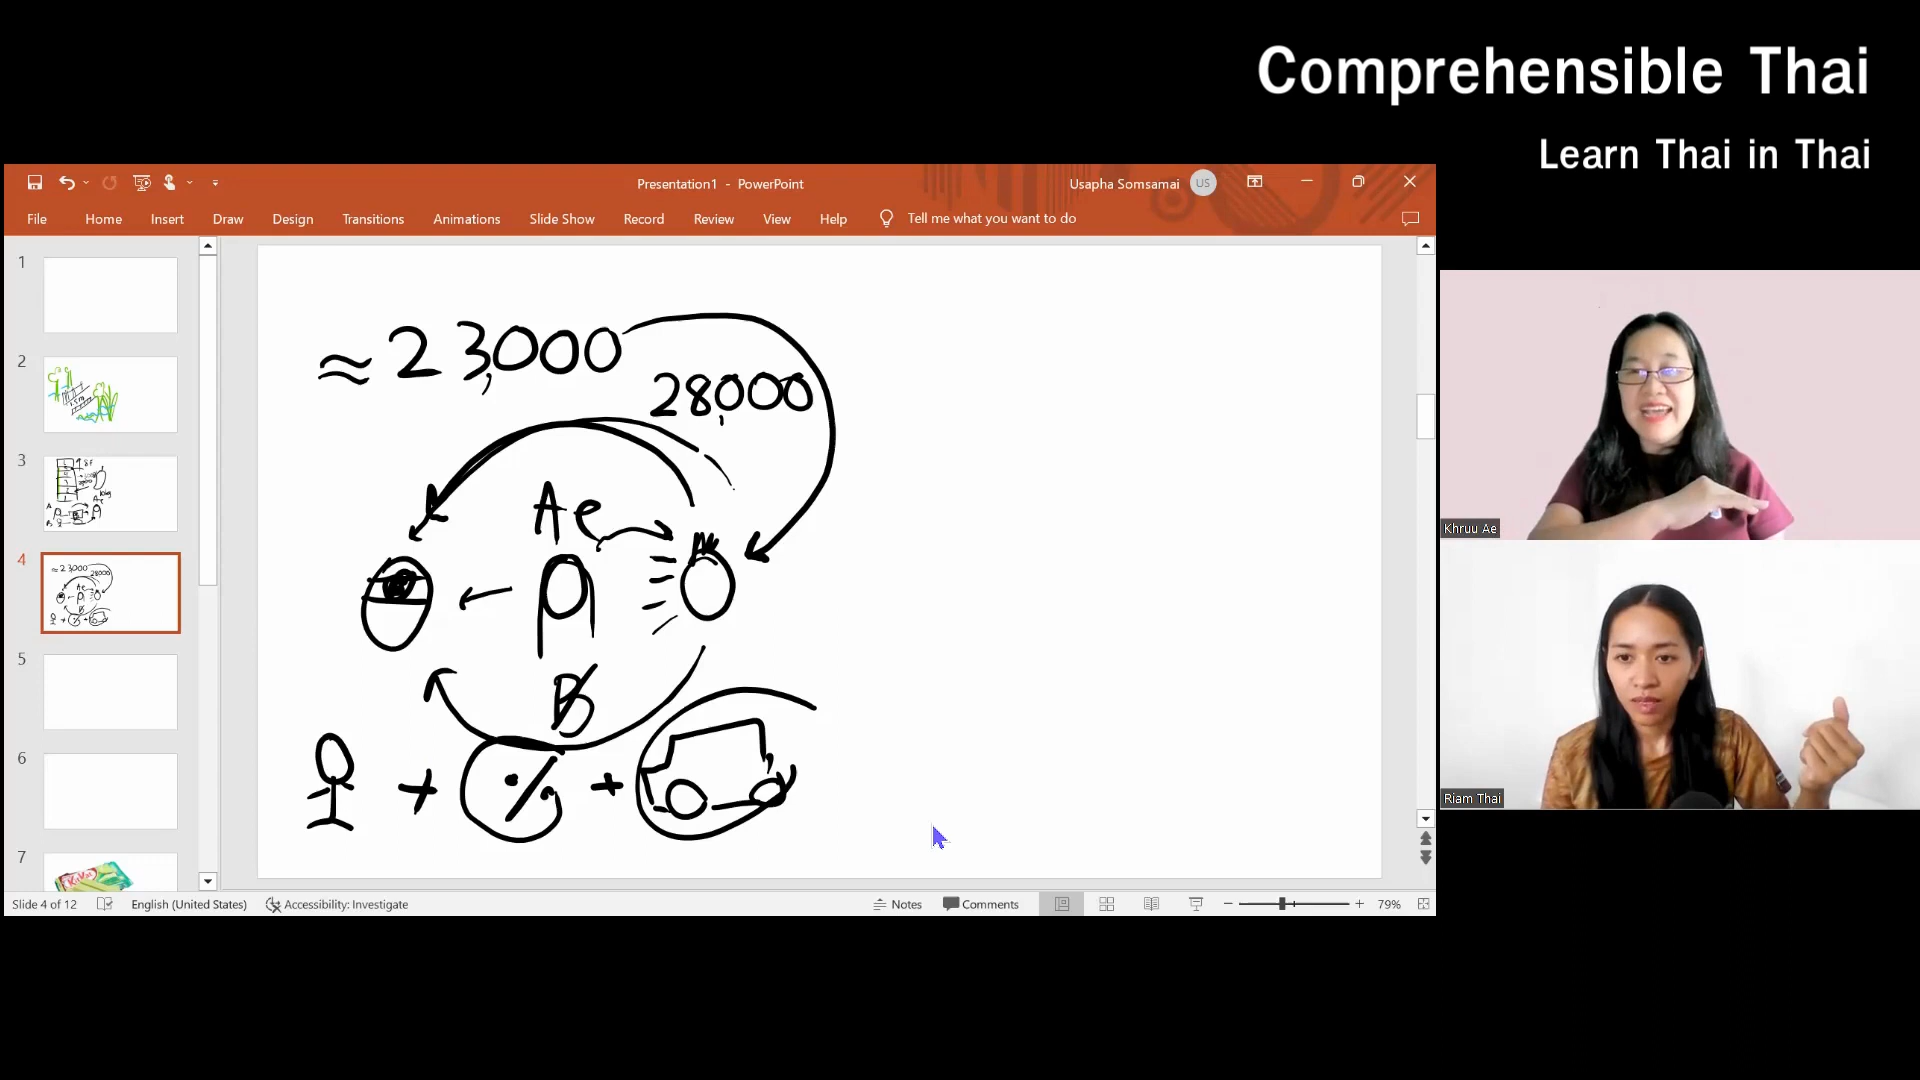 Comprehensible Thai
Learn Thai in Thai
Presentation1 - PowerPoint
Usapha Somsamai
US
File Home Insert Draw Design Transitions Animations Slide Show Record Review View Help Tell me what you want to do
1
2
3
4
5
6
7
KitKat
≈ 23,000
28,000
Ae
B
+ % +
Khruu Ae
Riam Thai
Slide 4 of 12
English (United States)
Accessibility: Investigate
Notes
Comments
79%